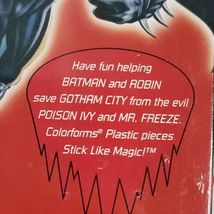 Have fun helping
BATMAN and ROBIN
save GOTHAM CITY from the evil
POISON IVY and MR. FREEZE.
Colorforms® Plastic pieces
Stick Like Magic!™